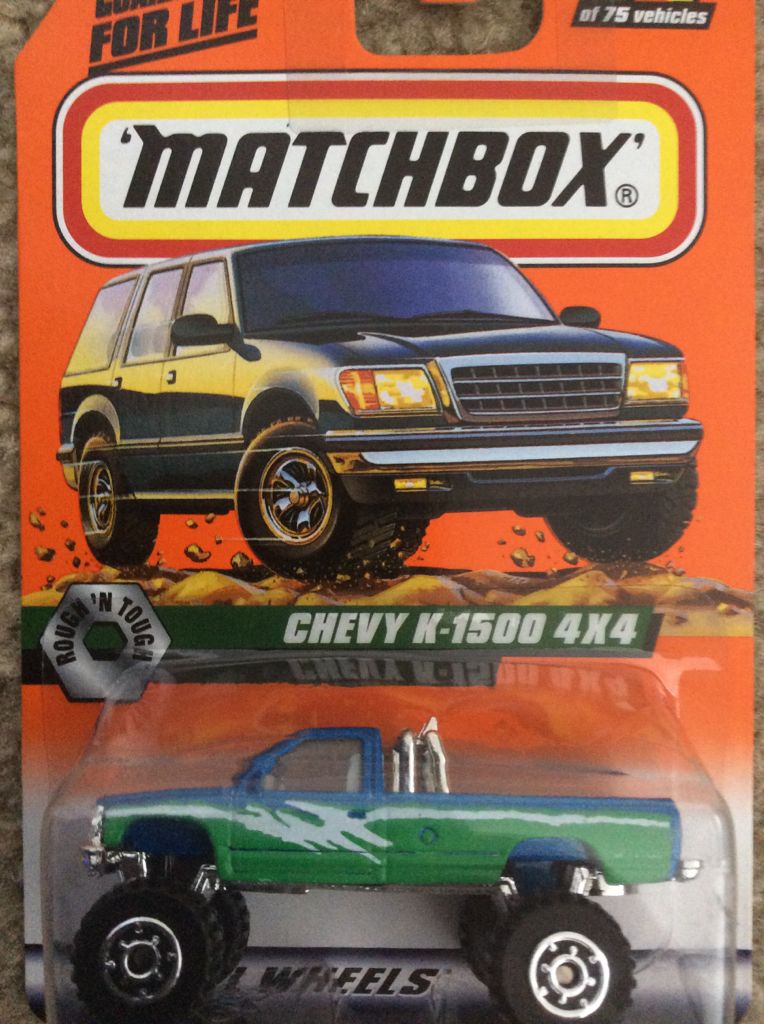 FOR LIFE
of 75 vehicles
'MATCHBOX'®
ROUGH 'N TOUGH
CHEVY K-1500 4X4
WHEELS